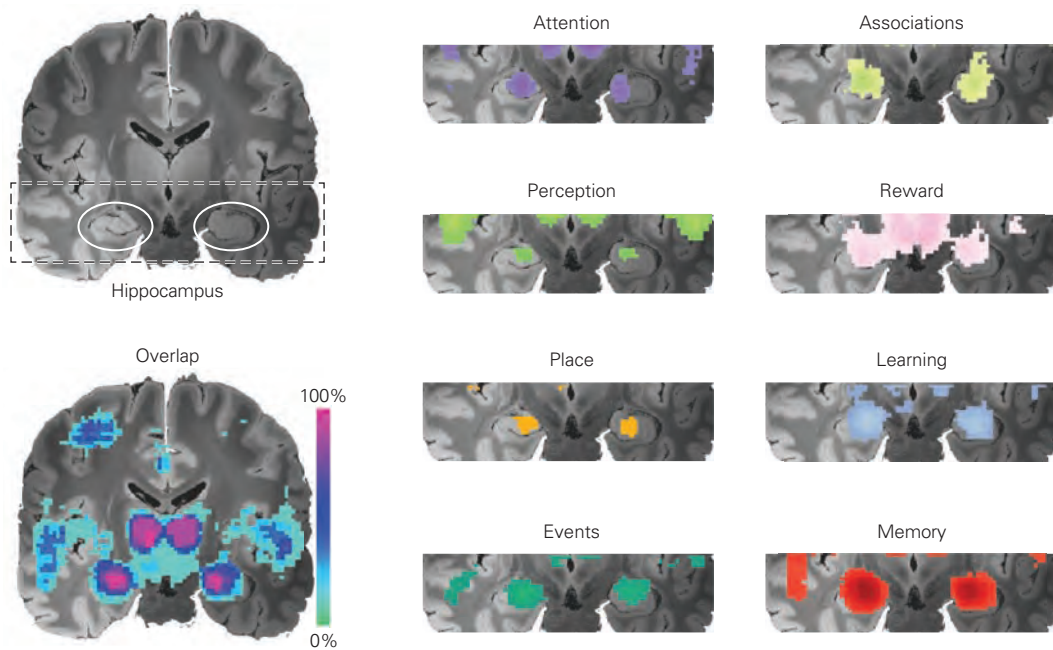 Hippocampus
Overlap
100%
0%
Attention
Associations
Perception
Reward
Place
Learning
Events
Memory